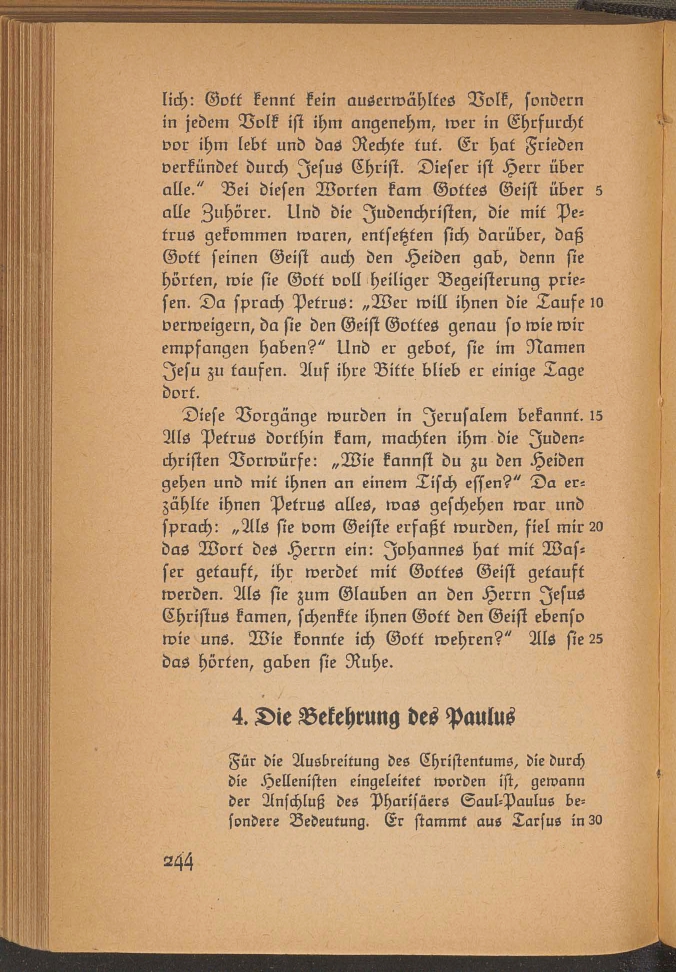 lich: Gott kennt kein auserwähltes Volk, sondern
in jedem Volk ist ihm angenehm, wer in Ehrfurcht
vor ihm lebt und das Rechte tut. Er hat Frieden
verkündet durch Jesus Christ. Dieser ist Herr über
alle.“ Bei diesen Worten kam Gottes Geist über 5
alle Zuhörer. Und die Judenchristen, die mit Pe-
trus gekommen waren, entsetzten sich darüber, daß
Gott seinen Geist auch den Heiden gab, denn sie
hörten, wie sie Gott voll heiliger Begeisterung prie-
sen. Da sprach Petrus: „Wer will ihnen die Taufe 10
verweigern, da sie den Geist Gottes genau so wie wir
empfangen haben?“ Und er gebot, sie im Namen
Jesu zu taufen. Auf ihre Bitte blieb er einige Tage
dort.
Diese Vorgänge wurden in Jerusalem bekannt. 15
Als Petrus dorthin kam, machten ihm die Juden-
christen Vorwürfe: „Wie kannst du zu den Heiden
gehen und mit ihnen an einem Tisch essen?“ Da er-
zählte ihnen Petrus alles, was geschehen war und
sprach: „Als sie vom Geiste erfaßt wurden, fiel mir 20
das Wort des Herrn ein: Johannes hat mit Was-
ser getauft, ihr werdet mit Gottes Geist getauft
werden. Als sie zum Glauben an den Herrn Jesus
Christus kamen, schenkte ihnen Gott den Geist ebenso
wie uns. Wie konnte ich Gott wehren?“ Als sie 25
das hörten, gaben sie Ruhe.
4. Die Bekehrung des Paulus
Für die Ausbreitung des Christentums, die durch
die Hellenisten eingeleitet worden ist, gewann
der Anschluß des Pharisäers Saul-Paulus be-
sondere Bedeutung. Er stammt aus Tarsus in 30
244